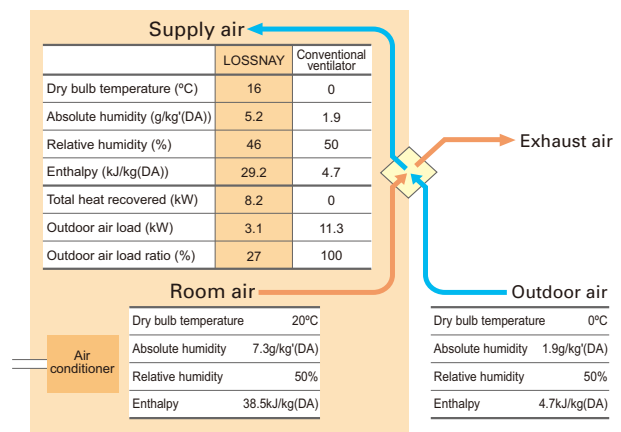 Supply air
LOSSNAY Conventional ventilator
Dry bulb temperature (ºC) 16 0
Absolute humidity (g/kg'(DA)) 5.2 1.9
Relative humidity (%) 46 50
Enthalpy (kJ/kg(DA)) 29.2 4.7
Total heat recovered (kW) 8.2 0
Outdoor air load (kW) 3.1 11.3
Outdoor air load ratio (%) 27 100
Exhaust air
Room air
Dry bulb temperature 20ºC
Absolute humidity 7.3g/kg'(DA)
Relative humidity 50%
Enthalpy 38.5kJ/kg(DA)
Air
conditioner
Outdoor air
Dry bulb temperature 0ºC
Absolute humidity 1.9g/kg'(DA)
Relative humidity 50%
Enthalpy 4.7kJ/kg(DA)